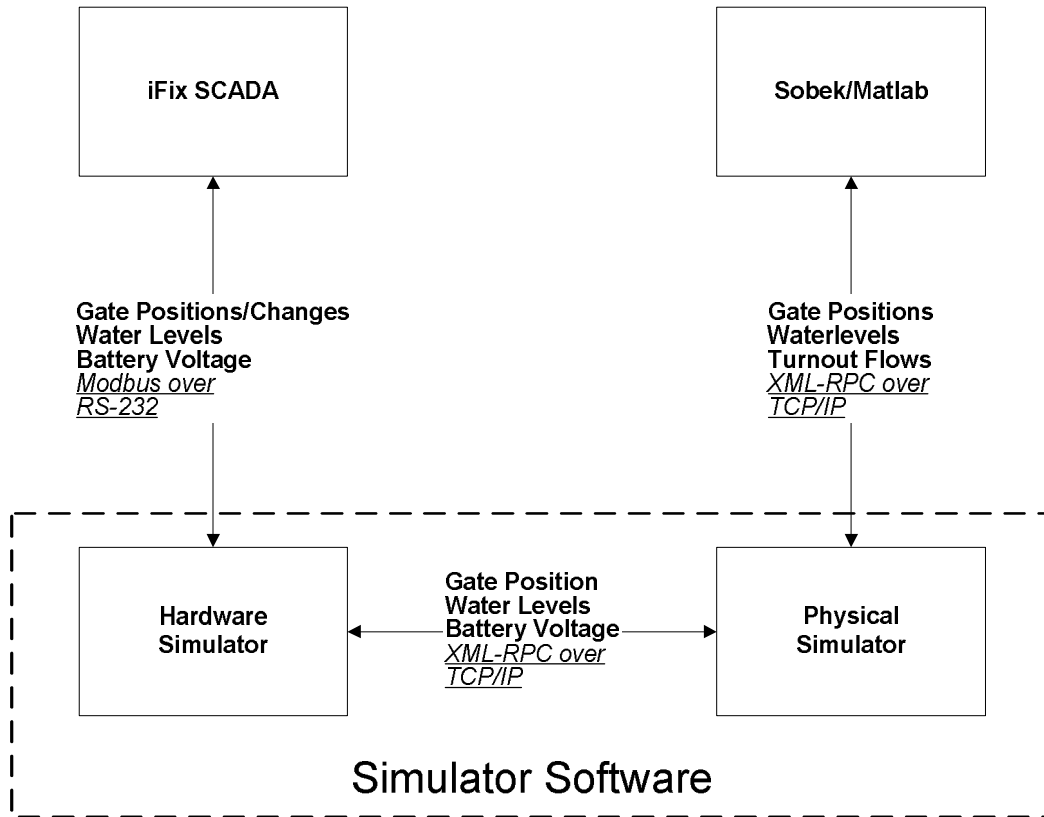 iFix SCADA
Sobek/Matlab
Gate Positions/Changes
Water Levels
Battery Voltage
Modbus over
RS-232
Gate Positions
Waterlevels
Turnout Flows
XML-RPC over
TCP/IP
Hardware
Simulator
Gate Position
Water Levels
Battery Voltage
XML-RPC over
TCP/IP
Physical
Simulator
Simulator Software